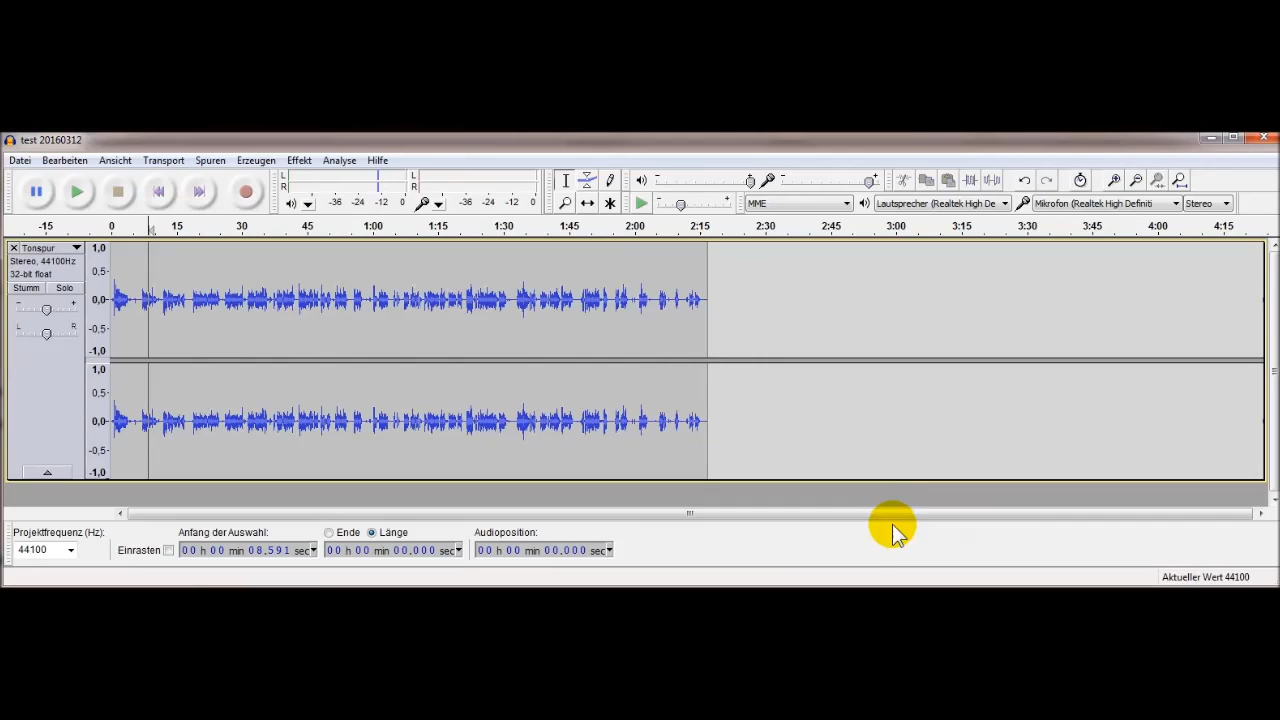 test 20160312
Datei Bearbeiten Ansicht Transport Spuren Erzeugen Effekt Analyse Hilfe
L L
R R
-36 -24 -12 0 -36 -24 -12 0
MME Lautsprecher (Realtek High De Mikrofon (Realtek High Definiti Stereo
-15 0 15 30 45 1:00 1:15 1:30 1:45 2:00 2:15 2:30 2:45 3:00 3:15 3:30 3:45 4:00 4:15
Tonspur
Stereo, 44100Hz
32-bit float
Stumm Solo
- +
L R
1,0
0,5
0,0
-0,5
-1,0
1,0
0,5
0,0
-0,5
-1,0
Projektfrequenz (Hz): Anfang der Auswahl: Ende Länge Audioposition:
44100 Einrasten 00 h 00 min 08.591 sec 00 h 00 min 00.000 sec 00 h 00 min 00.000 sec
Aktueller Wert 44100